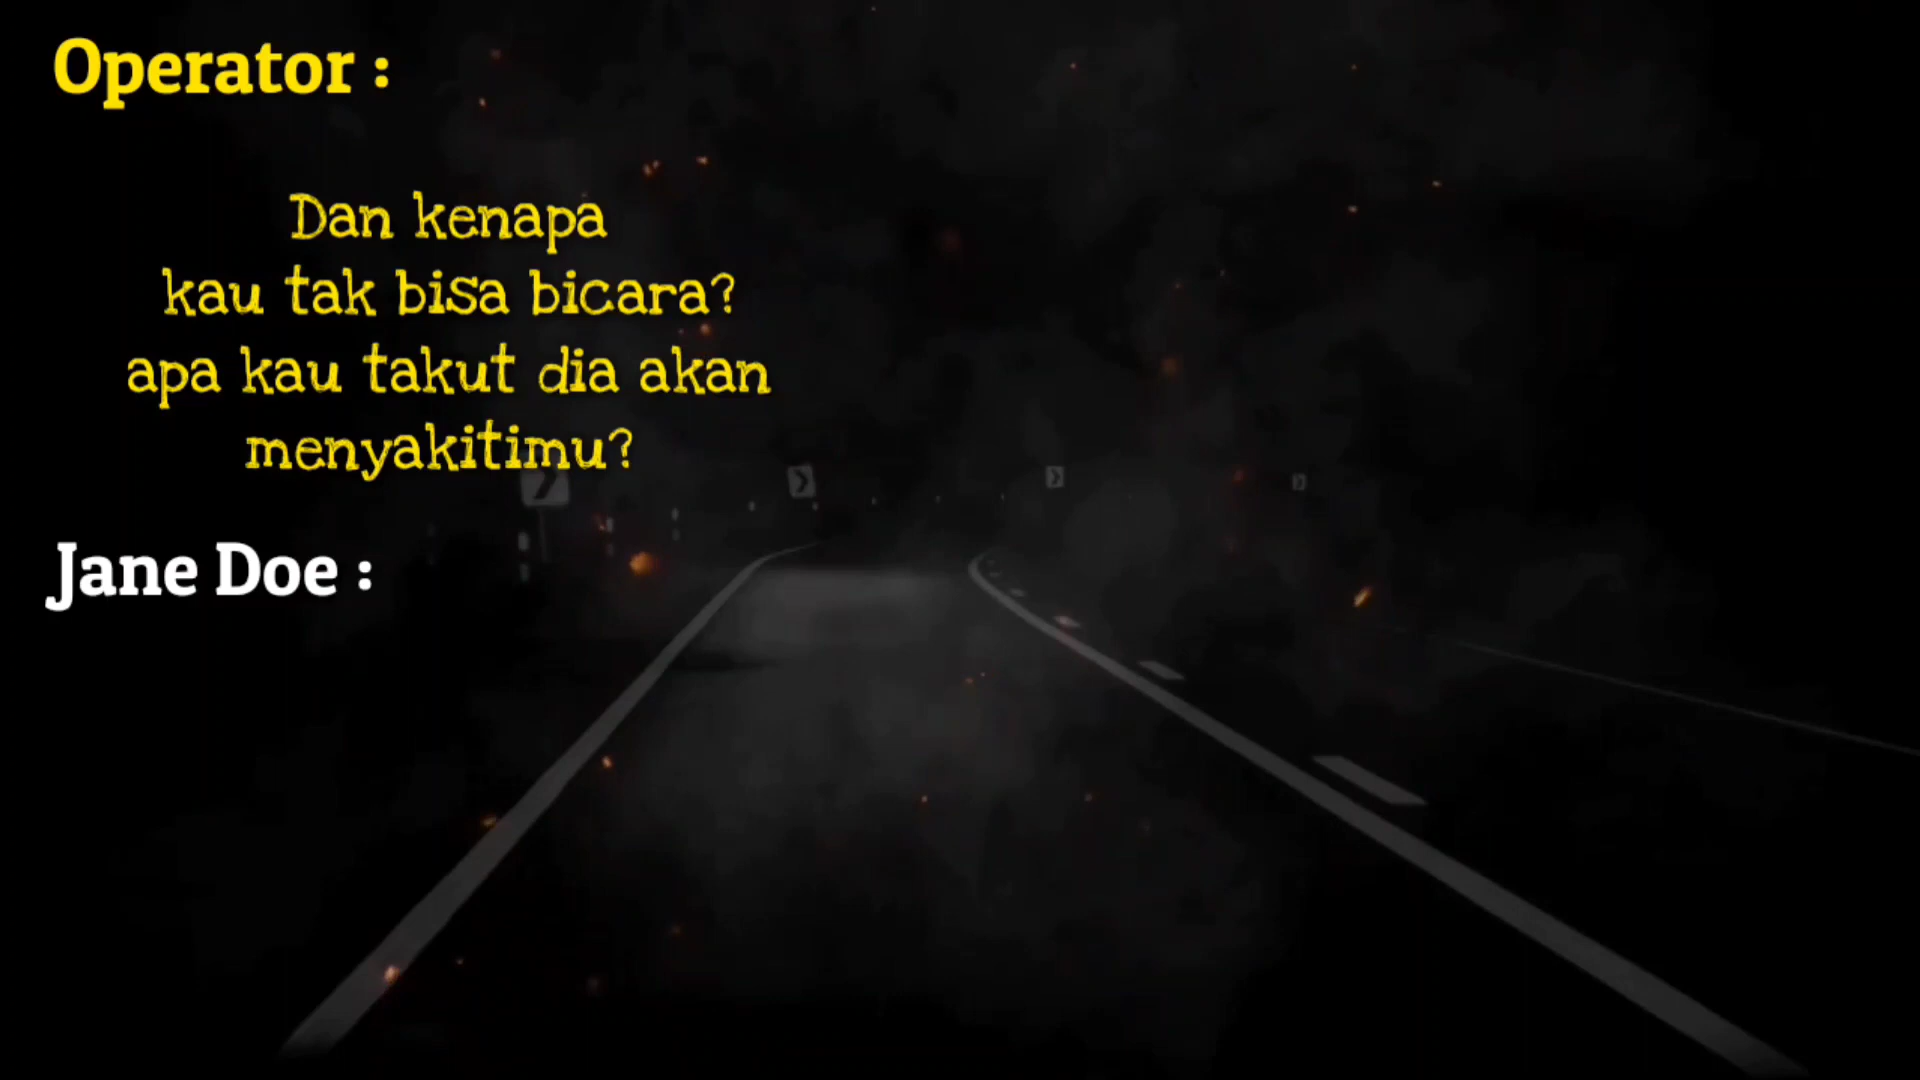 Operator :
Dan kenapa
kau tak bisa bicara?
apa kau takut dia akan
menyakitimu?
Jane Doe :